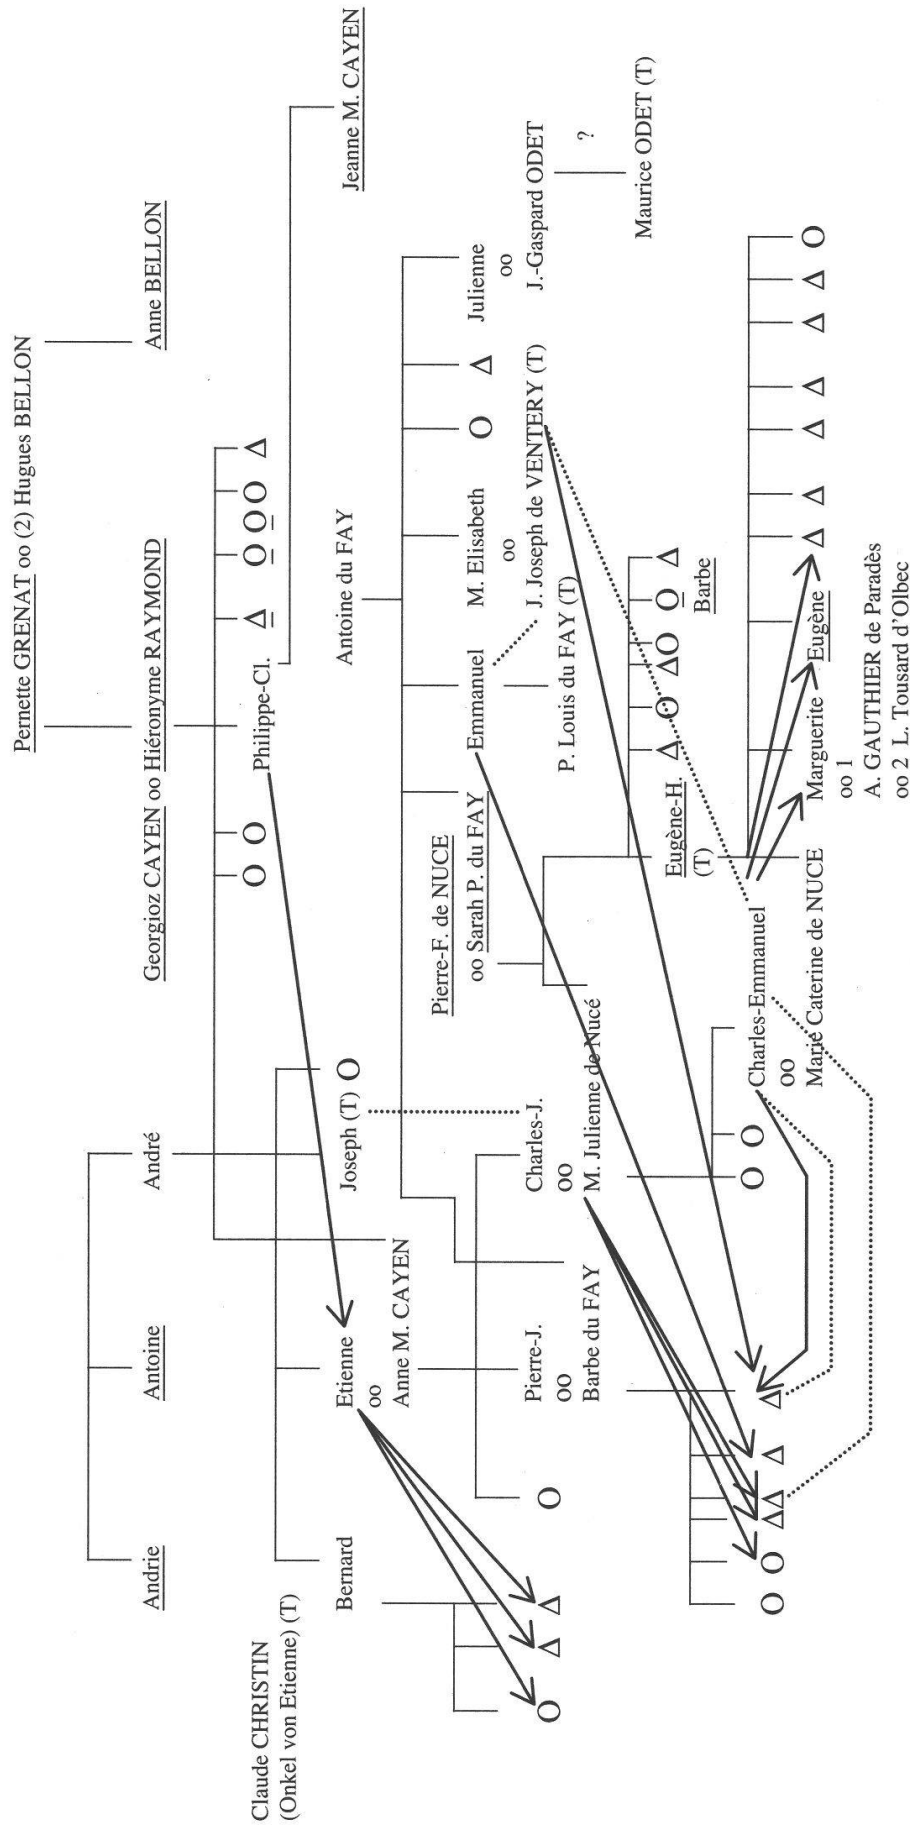 Pernette GRENAT oo (2) Hugues BELLON
Andrie
Antoine
André
Georgioz CAYEN oo Hiéronyme RAYMOND
Anne BELLON
Claude CHRISTIN
(Onkel von Etienne) (T)
Philippe-Cl.
Bernard
Etienne
oo
Anne M. CAYEN
Joseph (T)
Antoine du FAY
Jeanne M. CAYEN
Pierre-F. de NUCE
oo Sarah P. du FAY
Emmanuel
M. Elisabeth
oo
J. Joseph de VENTERY (T)
Julienne
oo
J.-Gaspard ODET
Pierre-J.
oo
Barbe du FAY
Charles-J.
oo
M. Julienne de Nucé
P. Louis du FAY (T)
?
Maurice ODET (T)
Eugène-H.
(T)
Barbe
Charles-Emmanuel
oo
Marie Caterine de NUCE
Marguerite
oo 1
A. GAUTHIER de Paradès
oo 2 L. Tousard d'Olbec
Eugène